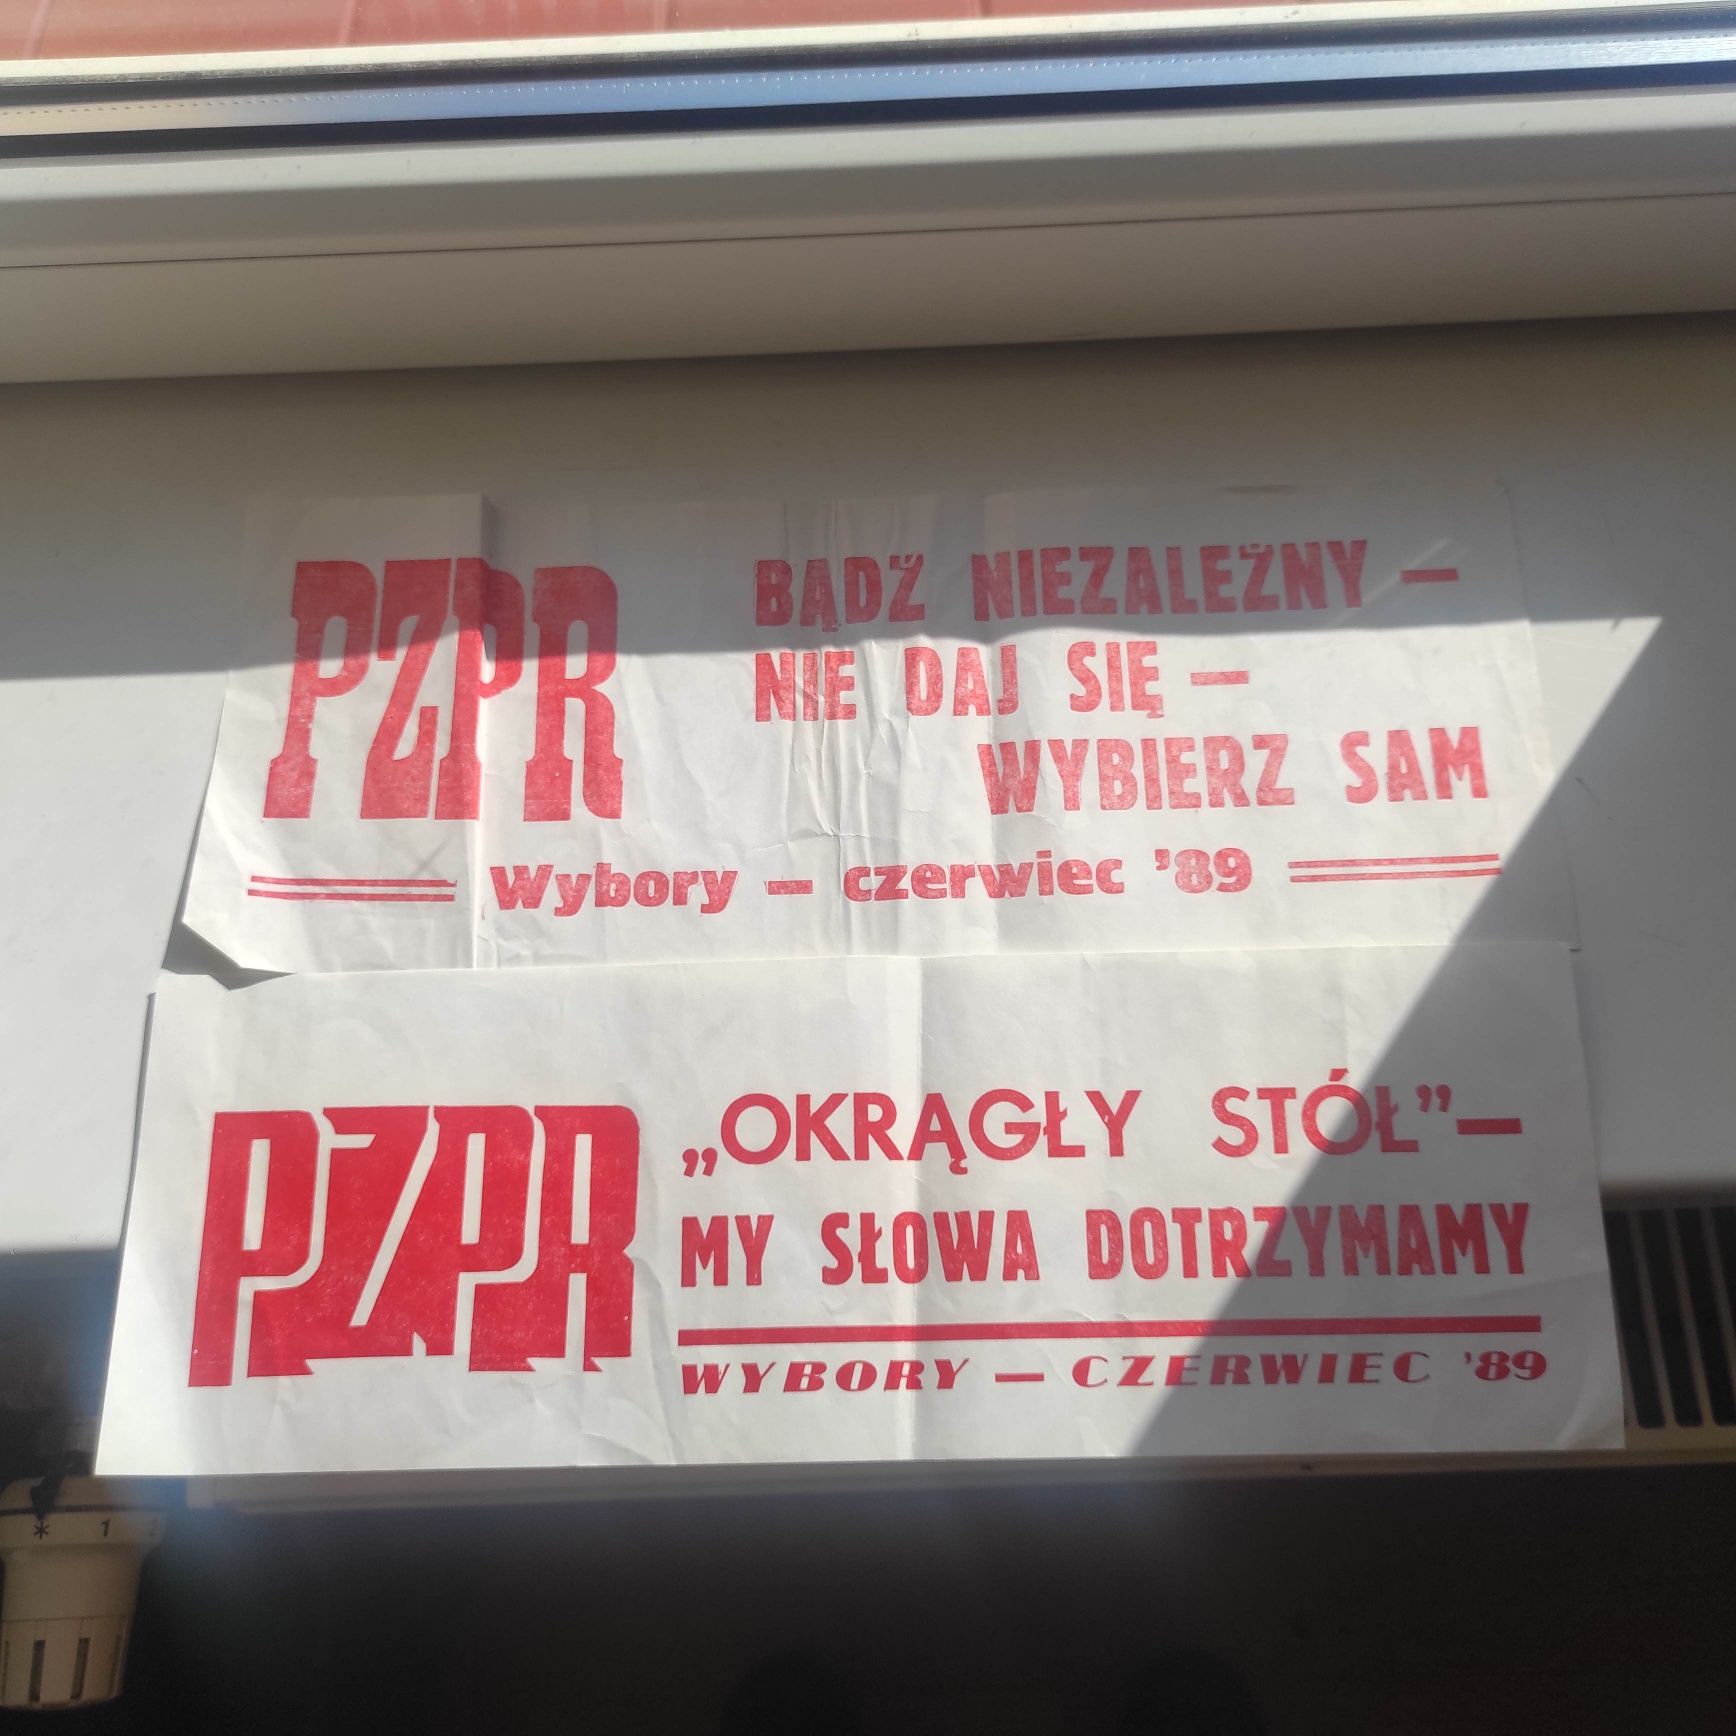 PZPR
BĄDŹ NIEZALEŻNY –
NIE DAJ SIĘ –
WYBIERZ SAM
Wybory – czerwiec '89
PZPR
„OKRĄGŁY STÓŁ” –
MY SŁOWA DOTRZYMAMY
WYBORY – CZERWIEC '89
* 1